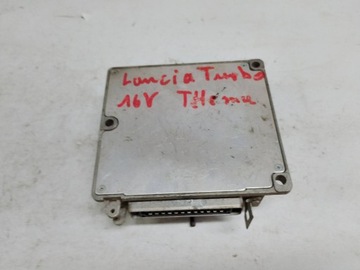 Lancia Turbo
16V THema